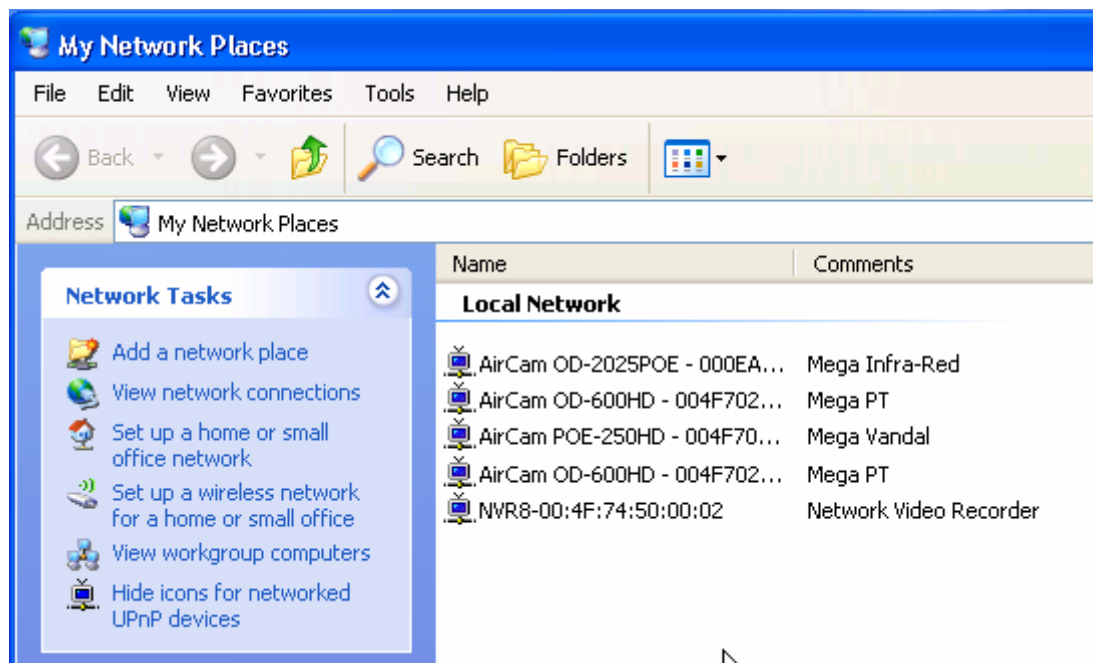 My Network Places
File Edit View Favorites Tools Help
Back Search Folders
Address My Network Places
Network Tasks
Add a network place
View network connections
Set up a home or small
office network
Set up a wireless network
for a home or small office
View workgroup computers
Hide icons for networked
UPnP devices
Name Comments
Local Network
AirCam OD-2025POE - 000EA... Mega Infra-Red
AirCam OD-600HD - 004F702... Mega PT
AirCam POE-250HD - 004F70... Mega Vandal
AirCam OD-600HD - 004F702... Mega PT
NVR8-00:4F:74:50:00:02 Network Video Recorder